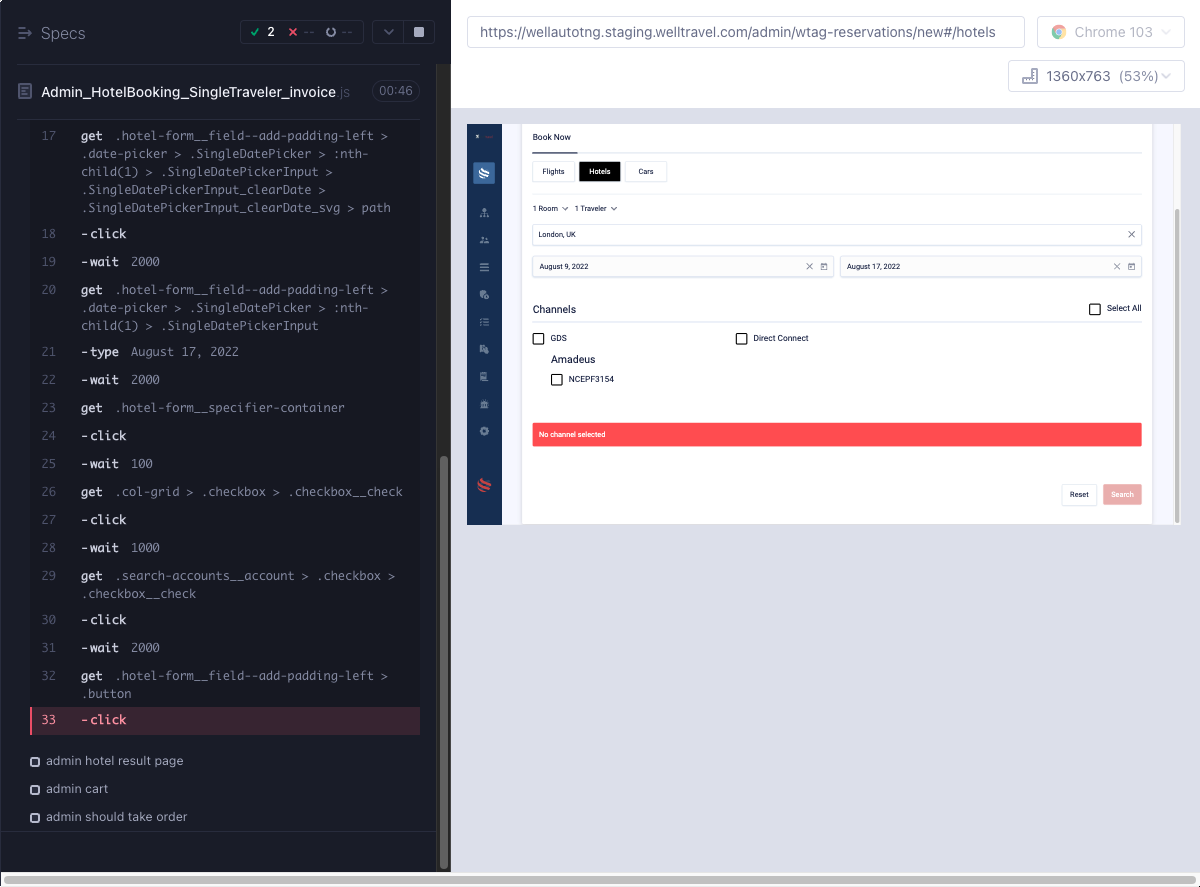 Specs
2
--
--
Admin_HotelBooking_SingleTraveler_invoice.js
00:46
17 get .hotel-form__field--add-padding-left >
.date-picker > .SingleDatePicker > :nth-
child(1) > .SingleDatePickerInput >
.SingleDatePickerInput_clearDate >
.SingleDatePickerInput_clearDate_svg > path
18 -click
19 -wait 2000
20 get .hotel-form__field--add-padding-left >
.date-picker > .SingleDatePicker > :nth-
child(1) > .SingleDatePickerInput
21 -type August 17, 2022
22 -wait 2000
23 get .hotel-form__specifier-container
24 -click
25 -wait 100
26 get .col-grid > .checkbox > .checkbox__check
27 -click
28 -wait 1000
29 get .search-accounts__account > .checkbox >
.checkbox__check
30 -click
31 -wait 2000
32 get .hotel-form__field--add-padding-left >
.button
33 -click
admin hotel result page
admin cart
admin should take order
https://wellautotng.staging.welltravel.com/admin/wtag-reservations/new#/hotels
Chrome 103
1360x763 (53%)
Book Now
Flights Hotels Cars
1 Room 1 Traveler
London, UK
August 9, 2022 August 17, 2022
Channels Select All
GDS Direct Connect
Amadeus
NCEPF3154
No channel selected
Reset Search